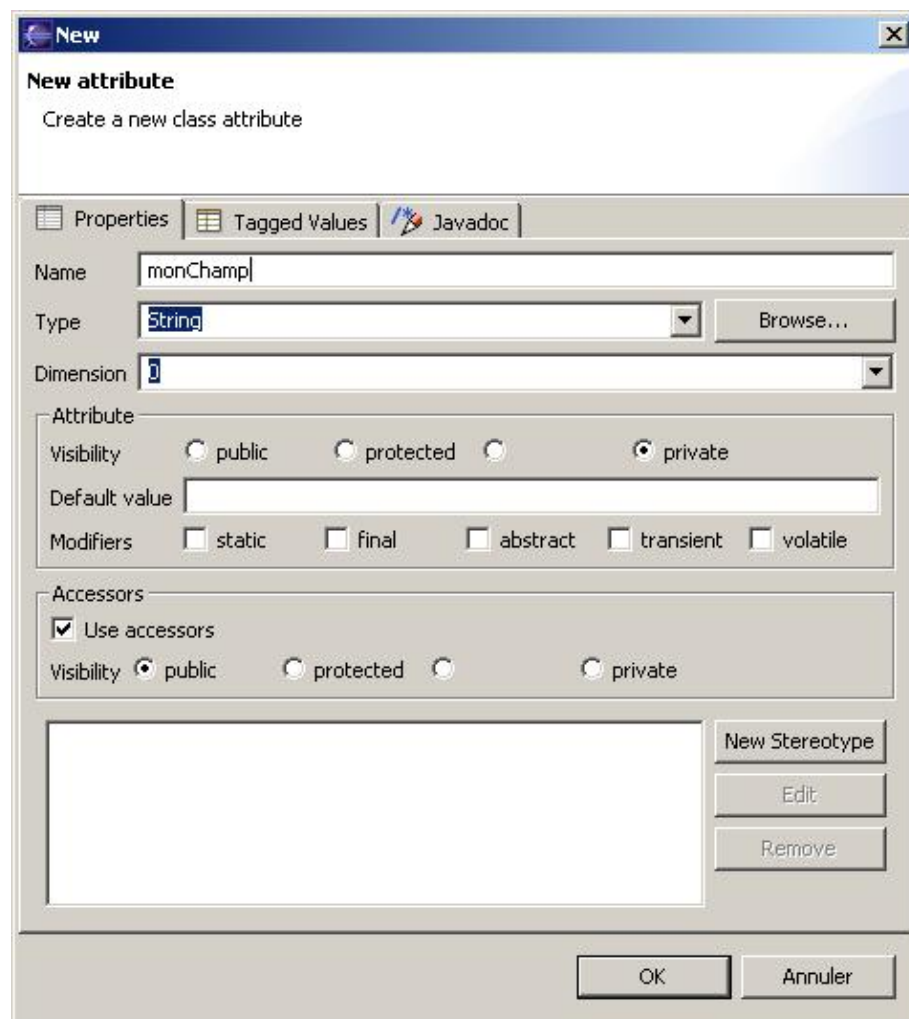 New
New attribute
Create a new class attribute
Properties Tagged Values Javadoc
Name monChamp
Type String Browse...
Dimension 0
Attribute
Visibility public protected private
Default value
Modifiers static final abstract transient volatile
Accessors
Use accessors
Visibility public protected private
New Stereotype
Edit
Remove
OK Annuler